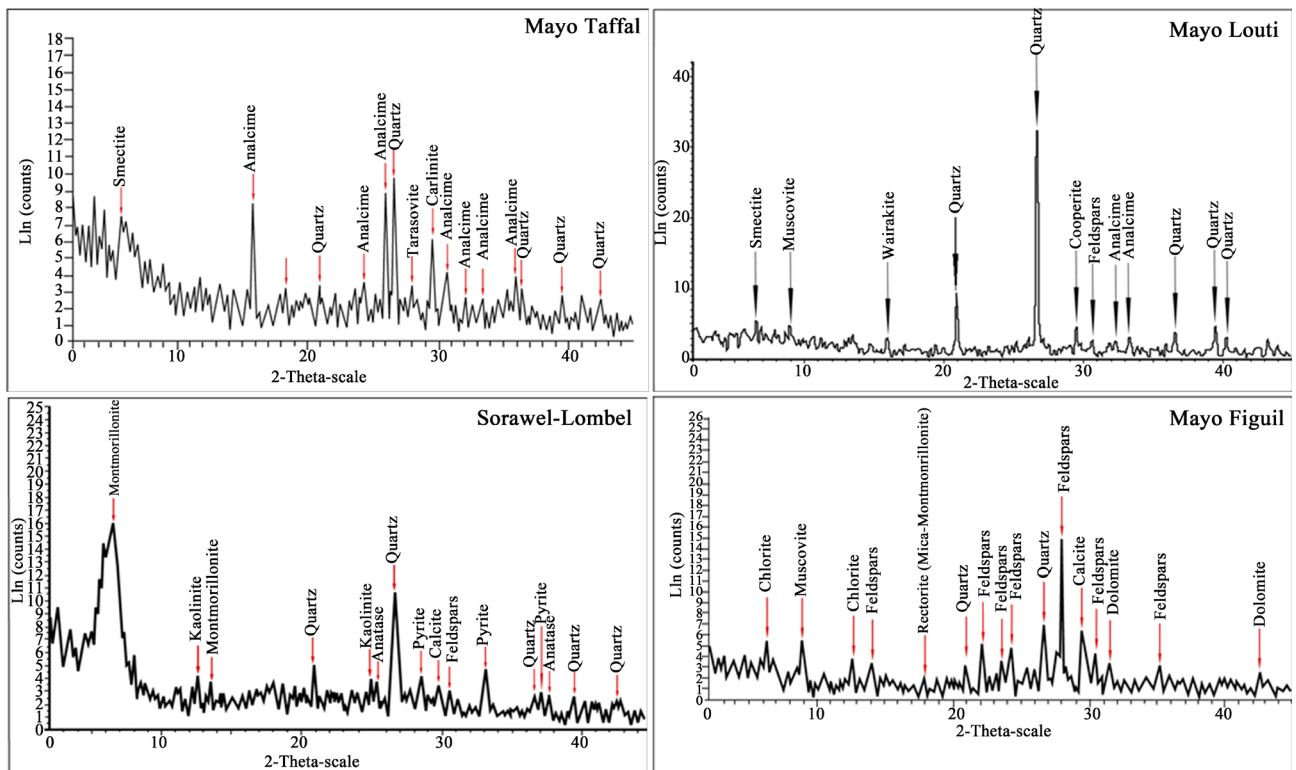 Mayo Taffal
LIn (counts)
18
17
16
15
14
13
12
11
10
9
8
7
6
5
4
3
2
1
0
10
20
30
40
2-Theta-scale
Smectite
Analcime
Quartz
Analcime
Analcime
Quartz
Tarasovite
Carlinite
Analcime
Analcime
Analcime
Analcime
Quartz
Quartz
Quartz
Mayo Louti
LIn (counts)
40
30
20
10
0
0
10
20
30
40
2-Theta-scale
Smectite
Muscovite
Wairakite
Quartz
Quartz
Cooperite
Feldspars
Analcime
Analcime
Quartz
Quartz
Quartz
Sorawel-Lombel
LIn (counts)
25
24
23
22
21
20
19
18
17
16
15
14
13
12
11
10
9
8
7
6
5
4
3
2
1
0
0
10
20
30
40
2-Theta-scale
Montmorillonite
Kaolinite
Montmorillonite
Quartz
Kaolinite
Anatase
Quartz
Pyrite
Calcite
Feldspars
Pyrite
Quartz
Pyrite
Anatase
Quartz
Quartz
Mayo Figuil
LIn (counts)
26
25
24
23
22
21
20
19
18
17
16
15
14
13
12
11
10
9
8
7
6
5
4
3
2
1
0
0
10
20
30
40
2-Theta-scale
Chlorite
Muscovite
Chlorite
Feldspars
Rectorite (Mica-Montmonrillonite)
Quartz
Feldspars
Feldspars
Feldspars
Quartz
Feldspars
Calcite
Feldspars
Dolomite
Feldspars
Dolomite